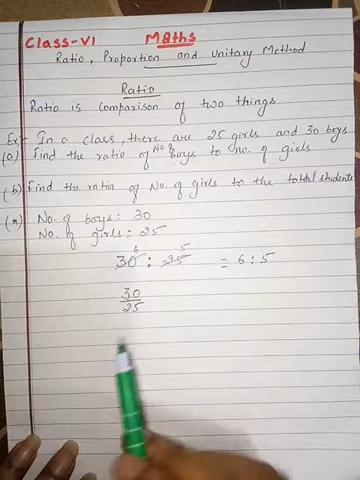 Class-VI Maths
Ratio, Proportion and Unitary Method
Ratio
Ratio is comparison of two things
Ex:- In a class, there are 25 girls and 30 boys
(a) Find the ratio of No. of boys to no. of girls
(b) Find the ratio of No. of girls to the total students
(a) No. of boys: 30
No. of girls: 25
6 5
30 : 25 = 6 : 5
30
25